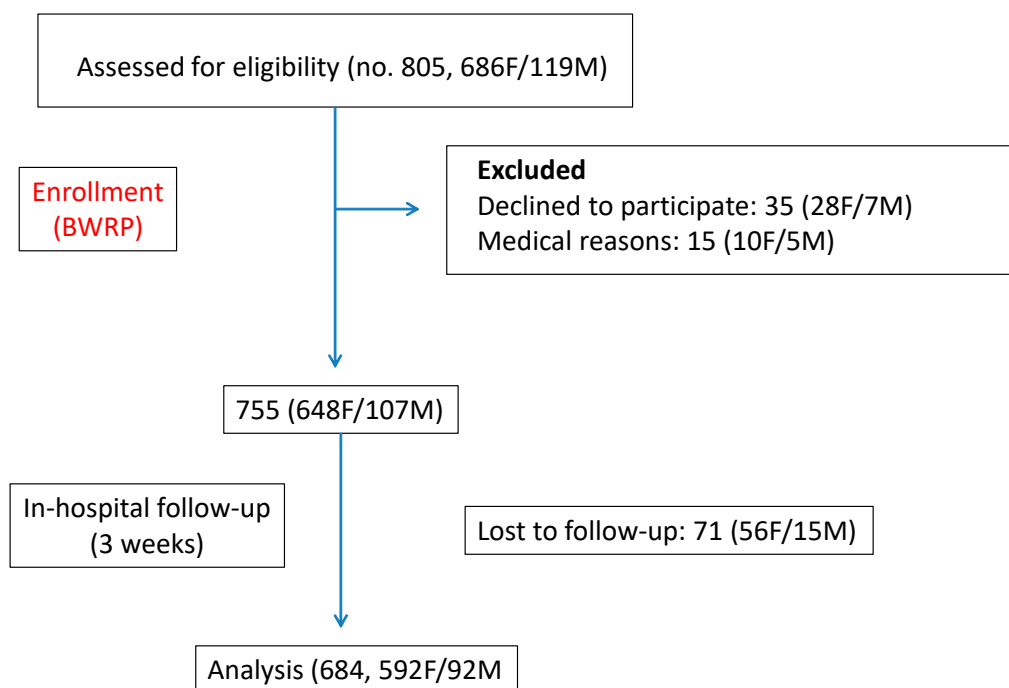 Assessed for eligibility (no. 805, 686F/119M)
Enrollment
(BWRP)
Excluded
Declined to participate: 35 (28F/7M)
Medical reasons: 15 (10F/5M)
755 (648F/107M)
In-hospital follow-up
(3 weeks)
Lost to follow-up: 71 (56F/15M)
Analysis (684, 592F/92M